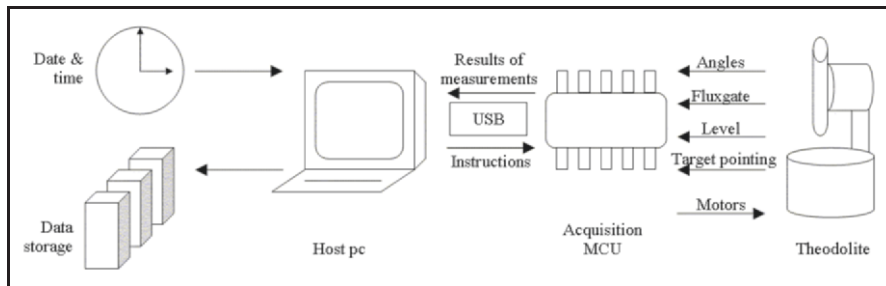 Date &
time
Data
storage
Host pc
Results of
measurements
USB
Instructions
Acquisition
MCU
Angles
Fluxgate
Level
Target pointing
Motors
Theodolite